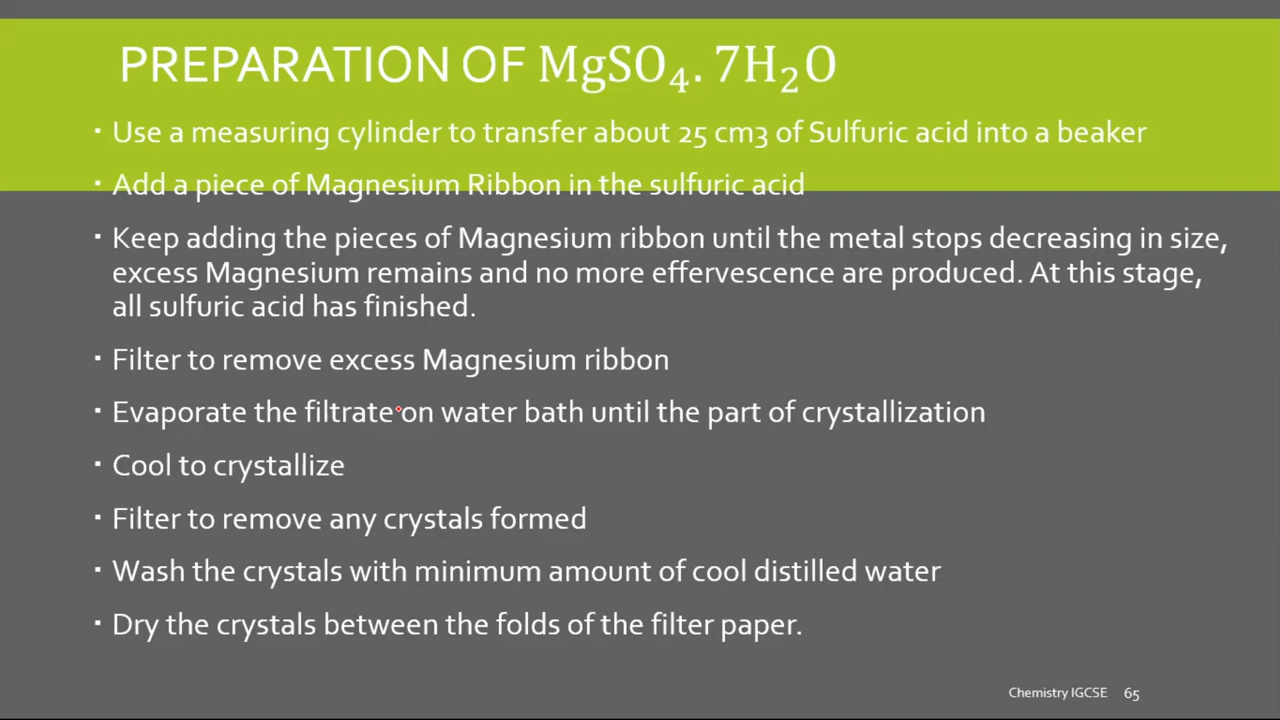 PREPARATION OF MgSO₄. 7H₂O
▪ Use a measuring cylinder to transfer about 25 cm3 of Sulfuric acid into a beaker
▪ Add a piece of Magnesium Ribbon in the sulfuric acid
▪ Keep adding the pieces of Magnesium ribbon until the metal stops decreasing in size,
excess Magnesium remains and no more effervescence are produced. At this stage,
all sulfuric acid has finished.
▪ Filter to remove excess Magnesium ribbon
▪ Evaporate the filtrate on water bath until the part of crystallization
▪ Cool to crystallize
▪ Filter to remove any crystals formed
▪ Wash the crystals with minimum amount of cool distilled water
▪ Dry the crystals between the folds of the filter paper.
Chemistry IGCSE 65